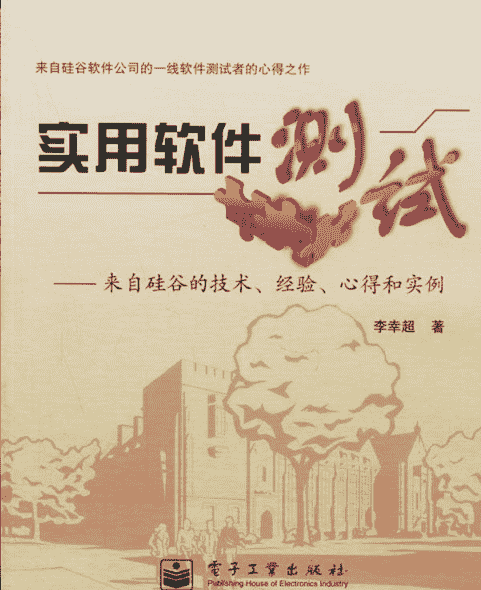 来自硅谷软件公司的一线软件测试者的心得之作
实用软件测试
——来自硅谷的技术、经验、心得和实例
李幸超 著
电子工业出版社
Publishing House of Electronics Industry